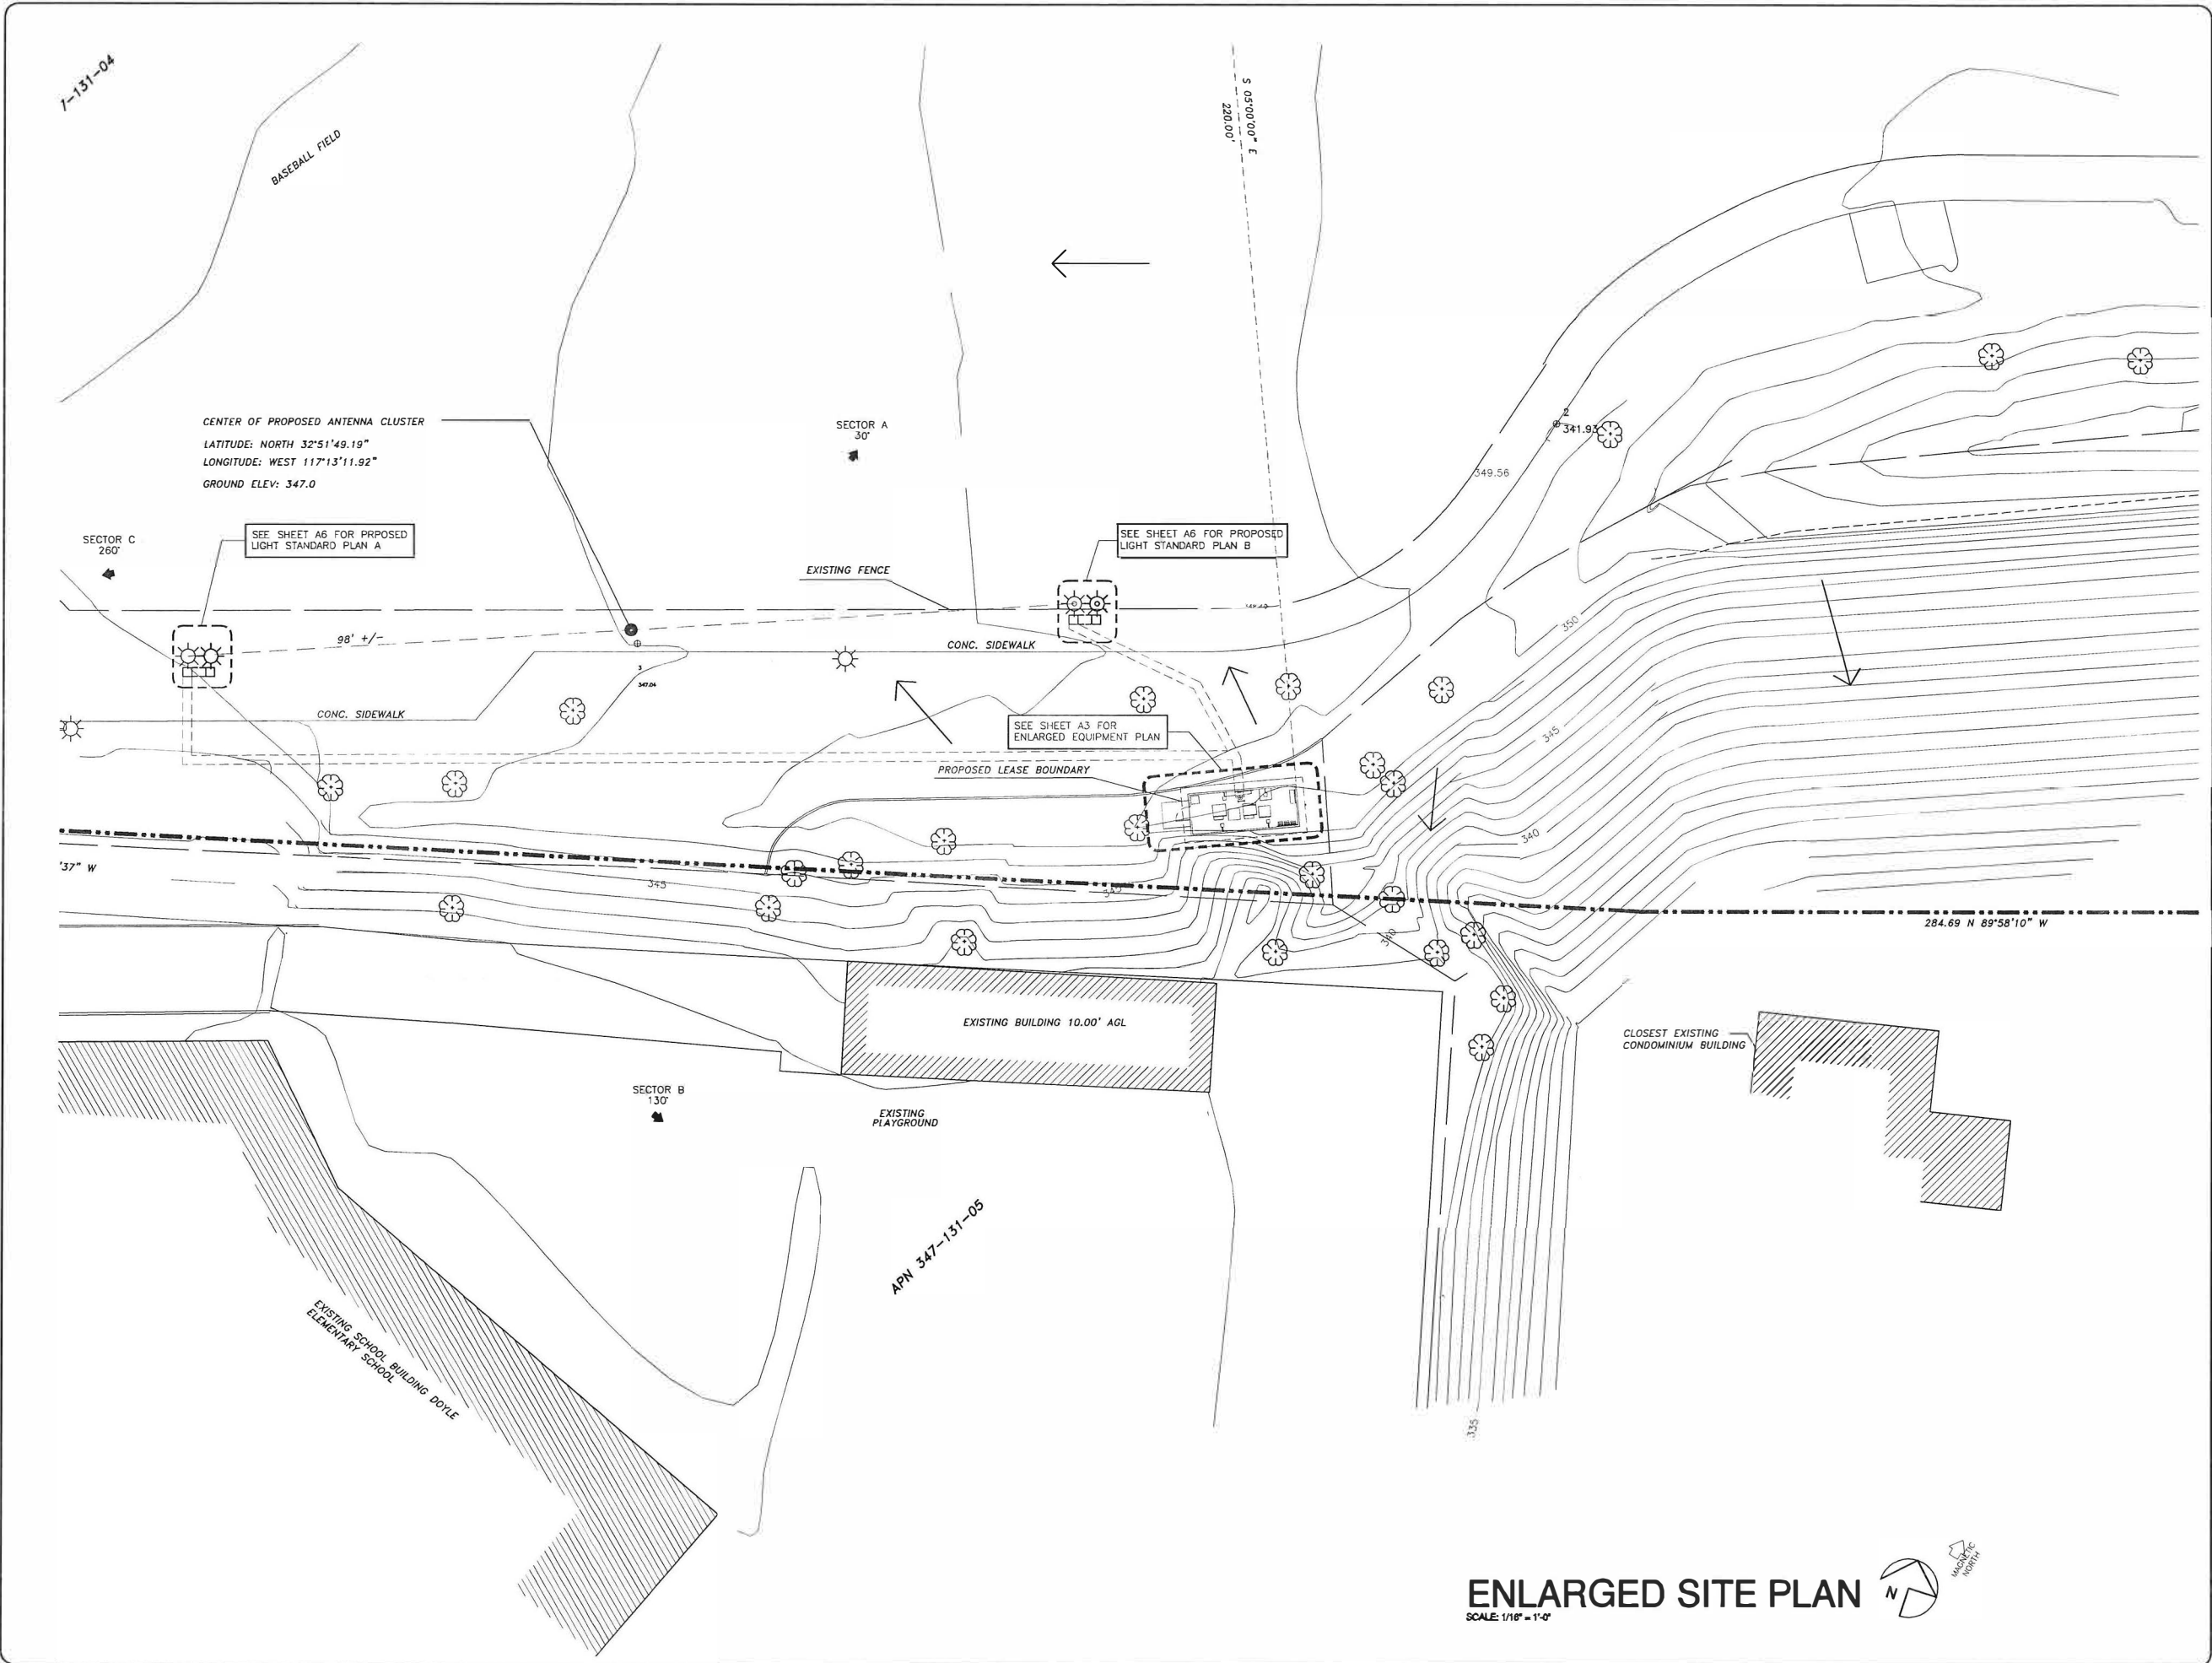 7-131-04
BASEBALL FIELD
S 05°00'00" E
220.00'
CENTER OF PROPOSED ANTENNA CLUSTER
LATITUDE: NORTH 32°51'49.19"
LONGITUDE: WEST 117°13'11.92"
GROUND ELEV: 347.0
SECTOR A
30°
2
341.93
349.56
SECTOR C
260°
SEE SHEET A6 FOR PRPOSED
LIGHT STANDARD PLAN A
SEE SHEET A6 FOR PROPOSED
LIGHT STANDARD PLAN B
EXISTING FENCE
98' +/-
CONC. SIDEWALK
350
3
347.04
CONC. SIDEWALK
SEE SHEET A3 FOR
ENLARGED EQUIPMENT PLAN
345
PROPOSED LEASE BOUNDARY
340
'37" W
345
340
284.69 N 89°58'10" W
EXISTING BUILDING 10.00' AGL
CLOSEST EXISTING
CONDOMINIUM BUILDING
SECTOR B
130°
EXISTING
PLAYGROUND
APN 347-131-05
EXISTING SCHOOL BUILDING DOYLE
ELEMENTARY SCHOOL
335
ENLARGED SITE PLAN
SCALE: 1/16" = 1'-0"
N
MAGNETIC
NORTH